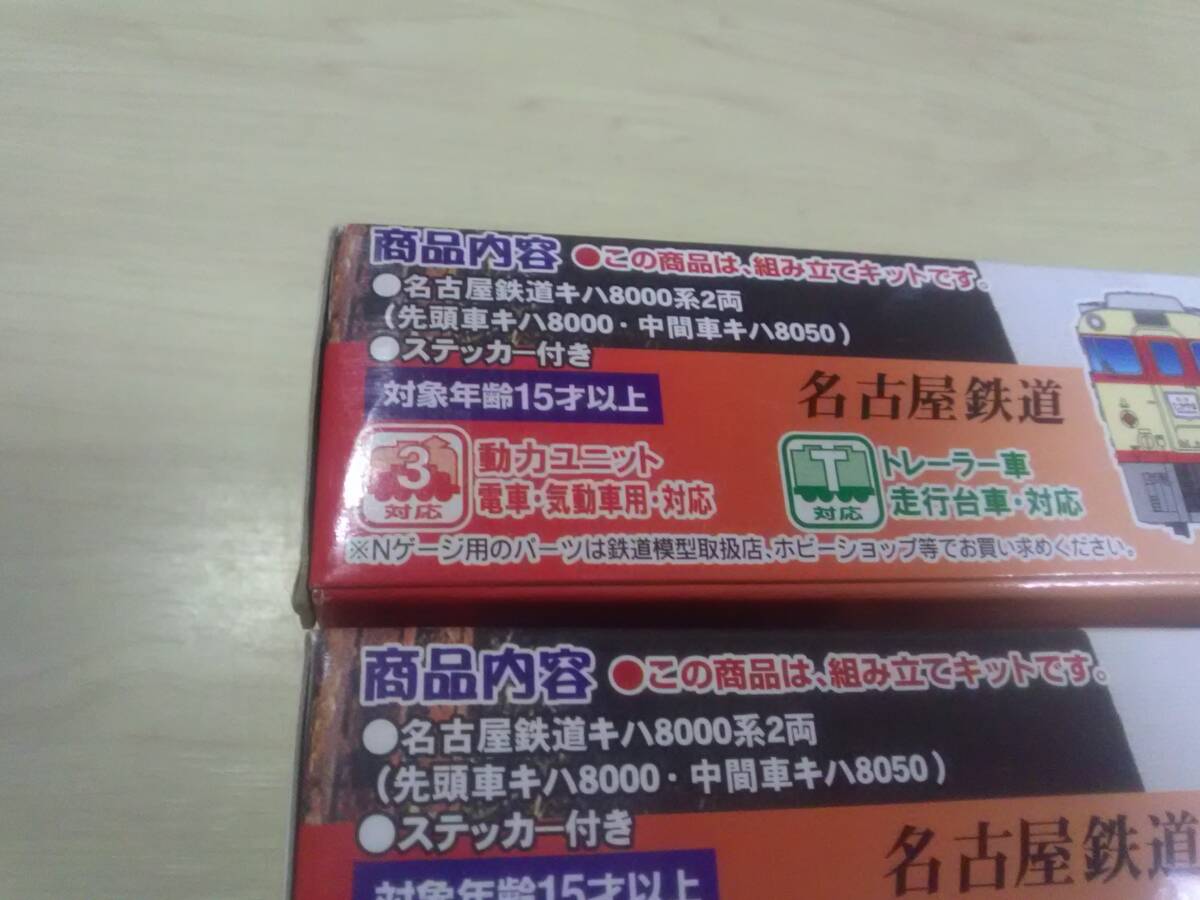 商品内容 ●この商品は、組み立てキットです。
●名古屋鉄道キハ8000系2両
(先頭車キハ8000・中間車キハ8050)
●ステッカー付き
対象年齢15才以上
名古屋鉄道
3
対応
動力ユニット
電車・気動車用・対応
T
対応
トレーラー車
走行台車・対応
※Nゲージ用のパーツは鉄道模型取扱店、ホビーショップ等でお買い求めください。
商品内容 ●この商品は、組み立てキットです。
●名古屋鉄道キハ8000系2両
(先頭車キハ8000・中間車キハ8050)
●ステッカー付き
対象年齢15才以上
名古屋鉄道